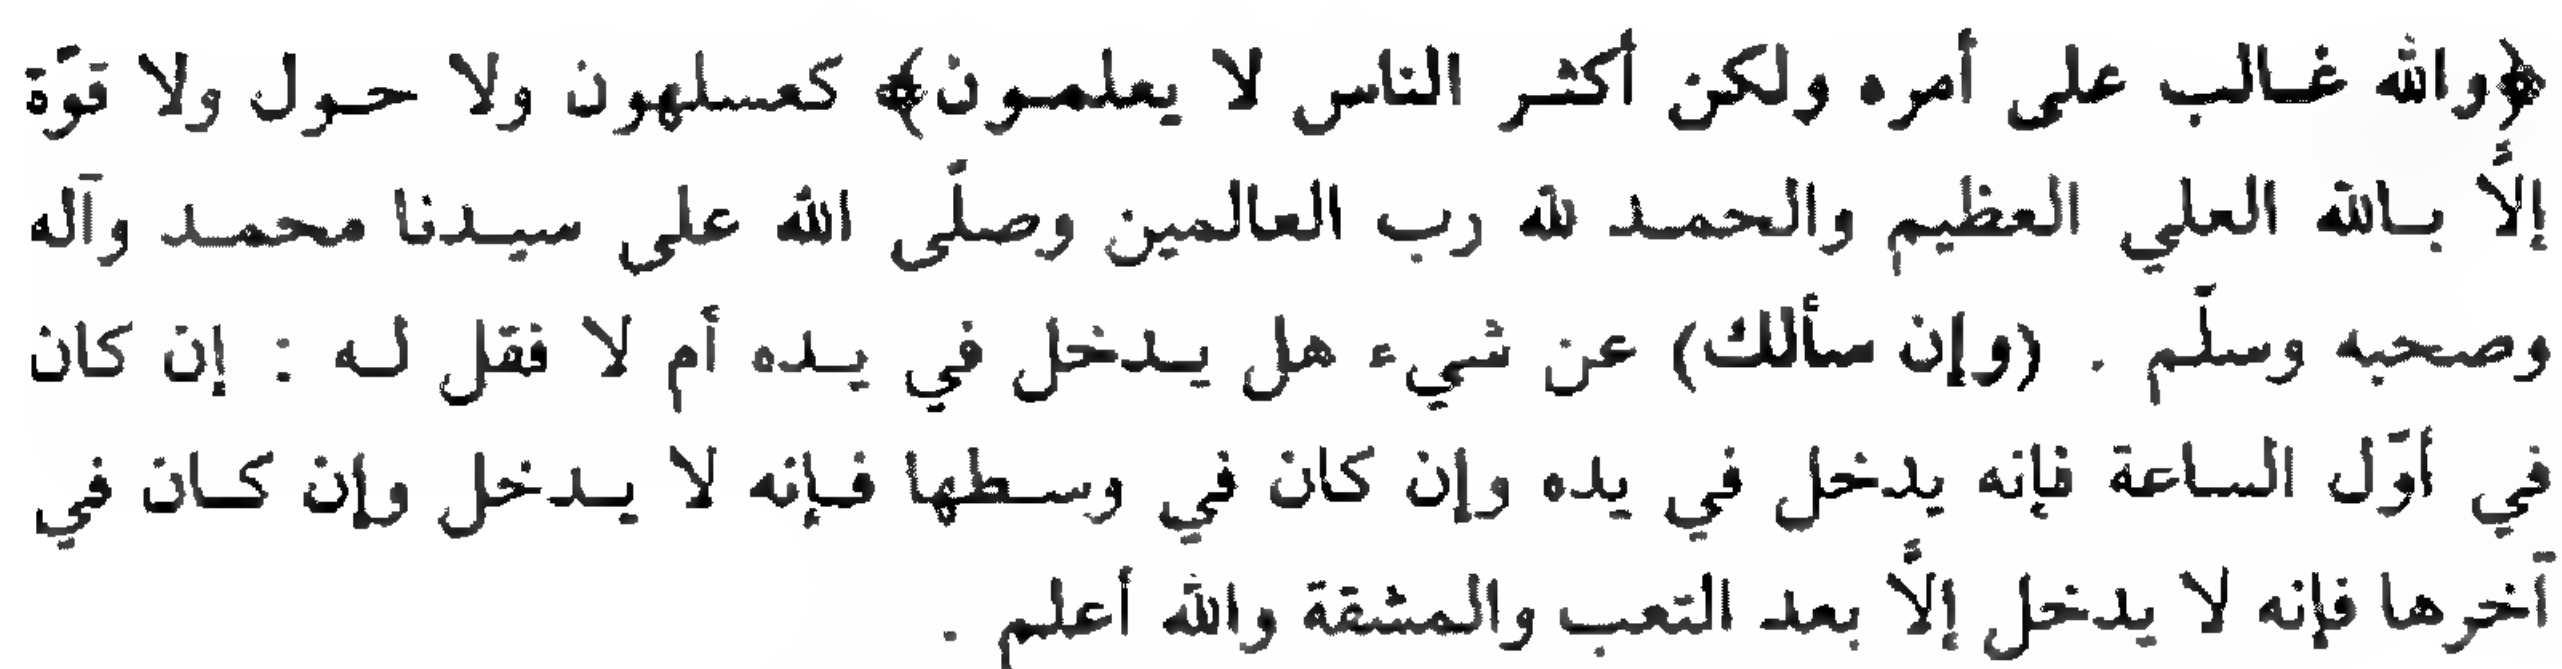 ﴿والله غالب على أمره ولكن أكثر الناس لا يعلمون﴾ كعسلهون ولا حول ولا قوّة
إلاَّ بالله العلي العظيم والحمد لله رب العالمين وصلّى الله على سيدنا محمد وآله
وصحبه وسلّم . (وإن سألك) عن شيء هل يدخل في يده أم لا فقل له : إن كان
في أوّل الساعة فإنه يدخل في يده وإن كان في وسطها فإنه لا يدخل وإن كان في
آخرها فإنه لا يدخل إلاَّ بعد التعب والمشقة والله أعلم .